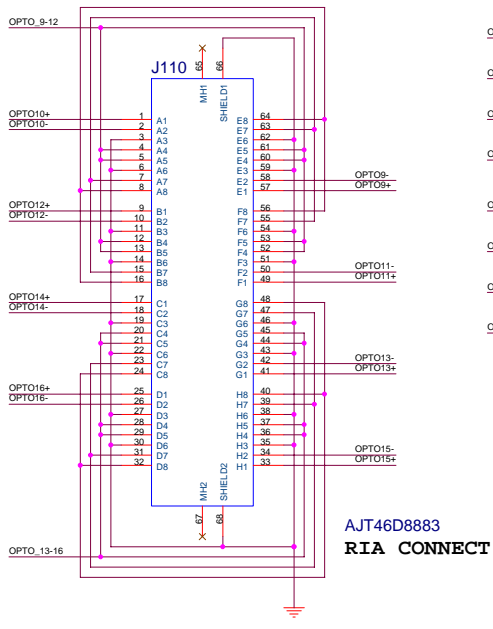 OPTO_9-12
J110
65
66
MH1
SHIELD1
OPTO10+ 1 A1 E8 64
OPTO10- 2 A2 E7 63
3 A3 E6 62
4 A4 E5 61
5 A5 E4 60
6 A6 E3 59
7 A7 E2 58 OPTO9-
8 A8 E1 57 OPTO9+
OPTO12+ 9 B1 F8 56
OPTO12- 10 B2 F7 55
11 B3 F6 54
12 B4 F5 53
13 B5 F4 52
14 B6 F3 51
15 B7 F2 50 OPTO11-
16 B8 F1 49 OPTO11+
OPTO14+ 17 C1 G8 48
OPTO14- 18 C2 G7 47
19 C3 G6 46
20 C4 G5 45
21 C5 G4 44
22 C6 G3 43
23 C7 G2 42 OPTO13-
24 C8 G1 41 OPTO13+
OPTO16+ 25 D1 H8 40
OPTO16- 26 D2 H7 39
27 D3 H6 38
28 D4 H5 37
29 D5 H4 36
30 D6 H3 35
31 D7 H2 34 OPTO15-
32 D8 H1 33 OPTO15+
MH2
SHIELD2
67
68
AJT46D8883
RIA CONNECT
OPTO_13-16